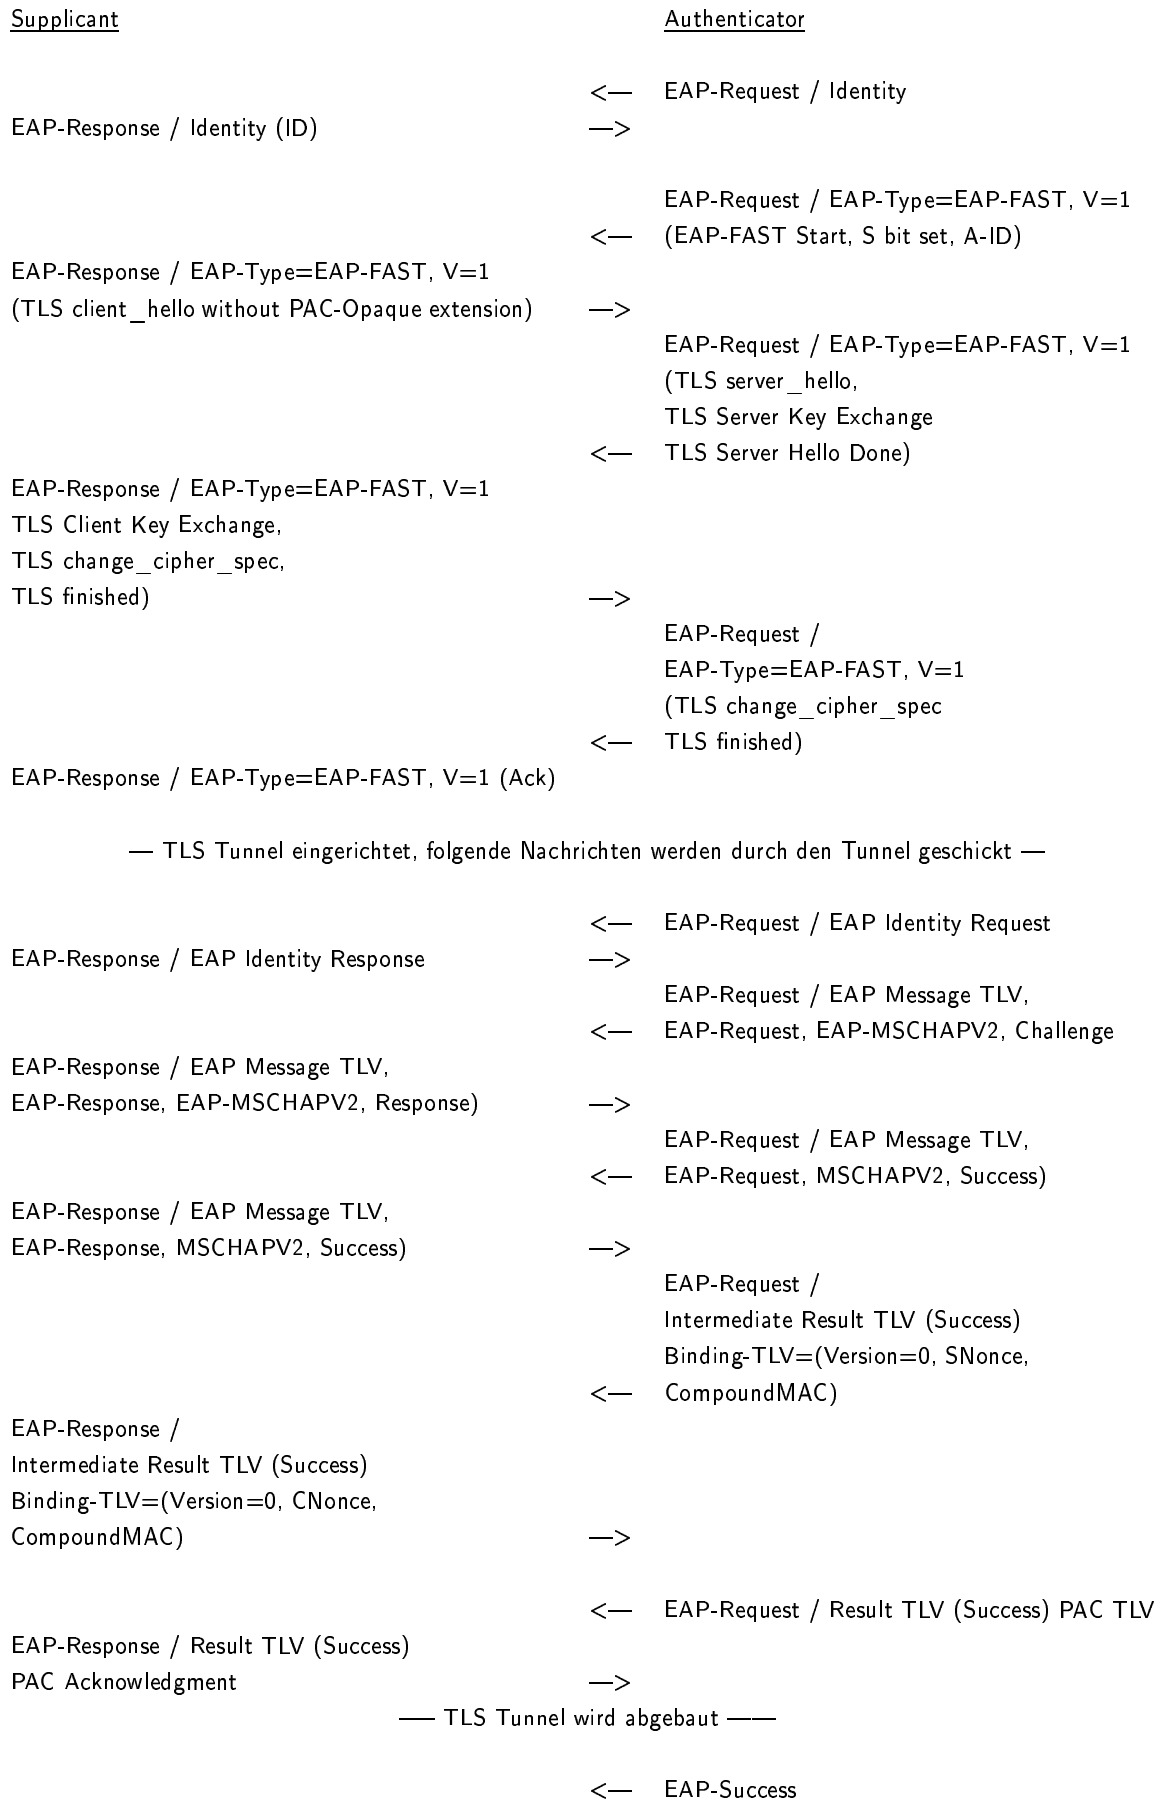 Supplicant Authenticator
<— EAP-Request / Identity
EAP-Response / Identity (ID) —>
EAP-Request / EAP-Type=EAP-FAST, V=1
<— (EAP-FAST Start, S bit set, A-ID)
EAP-Response / EAP-Type=EAP-FAST, V=1
(TLS client_hello without PAC-Opaque extension) —>
EAP-Request / EAP-Type=EAP-FAST, V=1
(TLS server_hello,
TLS Server Key Exchange
<— TLS Server Hello Done)
EAP-Response / EAP-Type=EAP-FAST, V=1
TLS Client Key Exchange,
TLS change_cipher_spec,
TLS finished) —>
EAP-Request /
EAP-Type=EAP-FAST, V=1
(TLS change_cipher_spec
<— TLS finished)
EAP-Response / EAP-Type=EAP-FAST, V=1 (Ack)
— TLS Tunnel eingerichtet, folgende Nachrichten werden durch den Tunnel geschickt —
<— EAP-Request / EAP Identity Request
EAP-Response / EAP Identity Response —>
EAP-Request / EAP Message TLV,
<— EAP-Request, EAP-MSCHAPV2, Challenge
EAP-Response / EAP Message TLV,
EAP-Response, EAP-MSCHAPV2, Response) —>
EAP-Request / EAP Message TLV,
<— EAP-Request, MSCHAPV2, Success)
EAP-Response / EAP Message TLV,
EAP-Response, MSCHAPV2, Success) —>
EAP-Request /
Intermediate Result TLV (Success)
Binding-TLV=(Version=0, SNonce,
<— CompoundMAC)
EAP-Response /
Intermediate Result TLV (Success)
Binding-TLV=(Version=0, CNonce,
CompoundMAC) —>
<— EAP-Request / Result TLV (Success) PAC TLV
EAP-Response / Result TLV (Success)
PAC Acknowledgment —>
—– TLS Tunnel wird abgebaut ——
<— EAP-Success